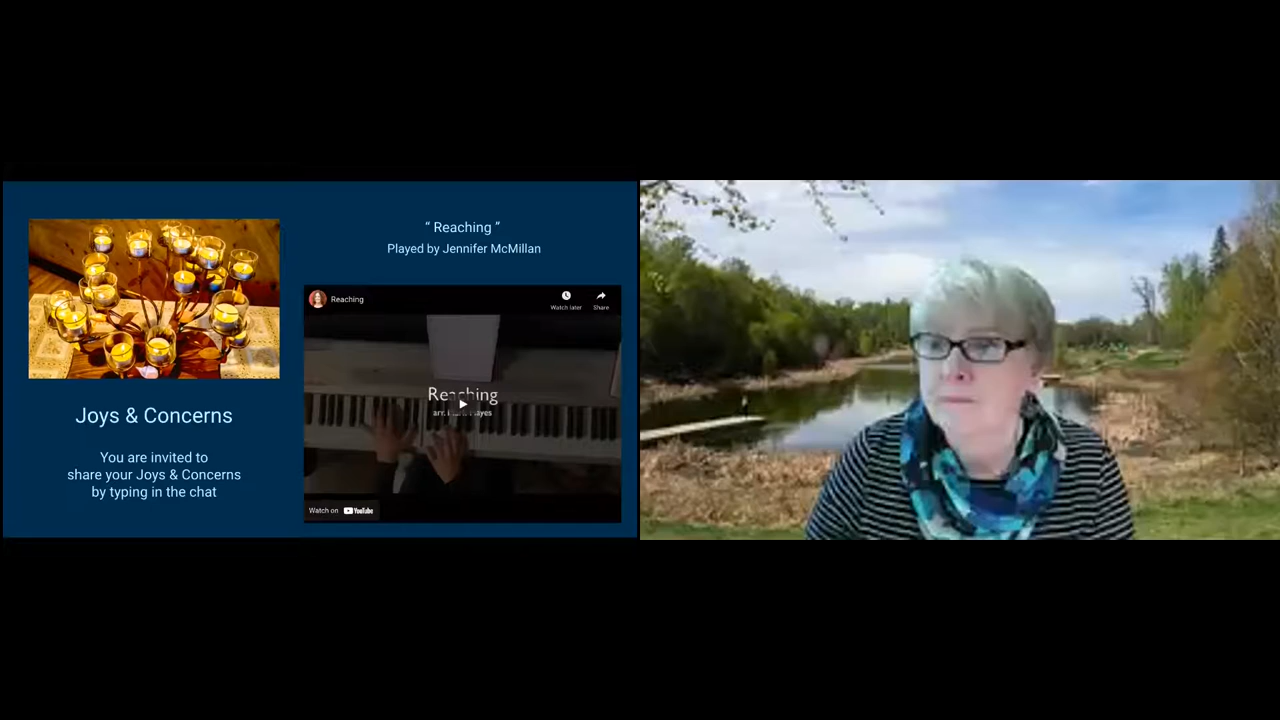 “ Reaching ”
Played by Jennifer McMillan
Reaching
Watch later
Share
Reaching
arr.
Joys & Concerns
You are invited to
share your Joys & Concerns
by typing in the chat
Watch on YouTube